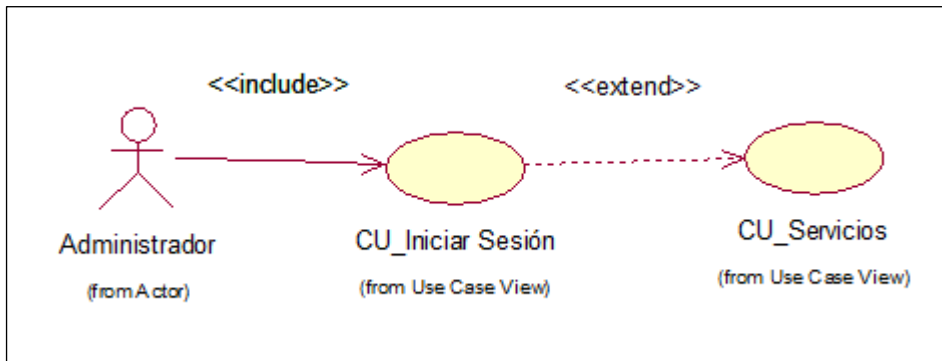 <<include>>
<<extend>>
Administrador
(from Actor)
CU_Iniciar Sesión
(from Use Case View)
CU_Servicios
(from Use Case View)